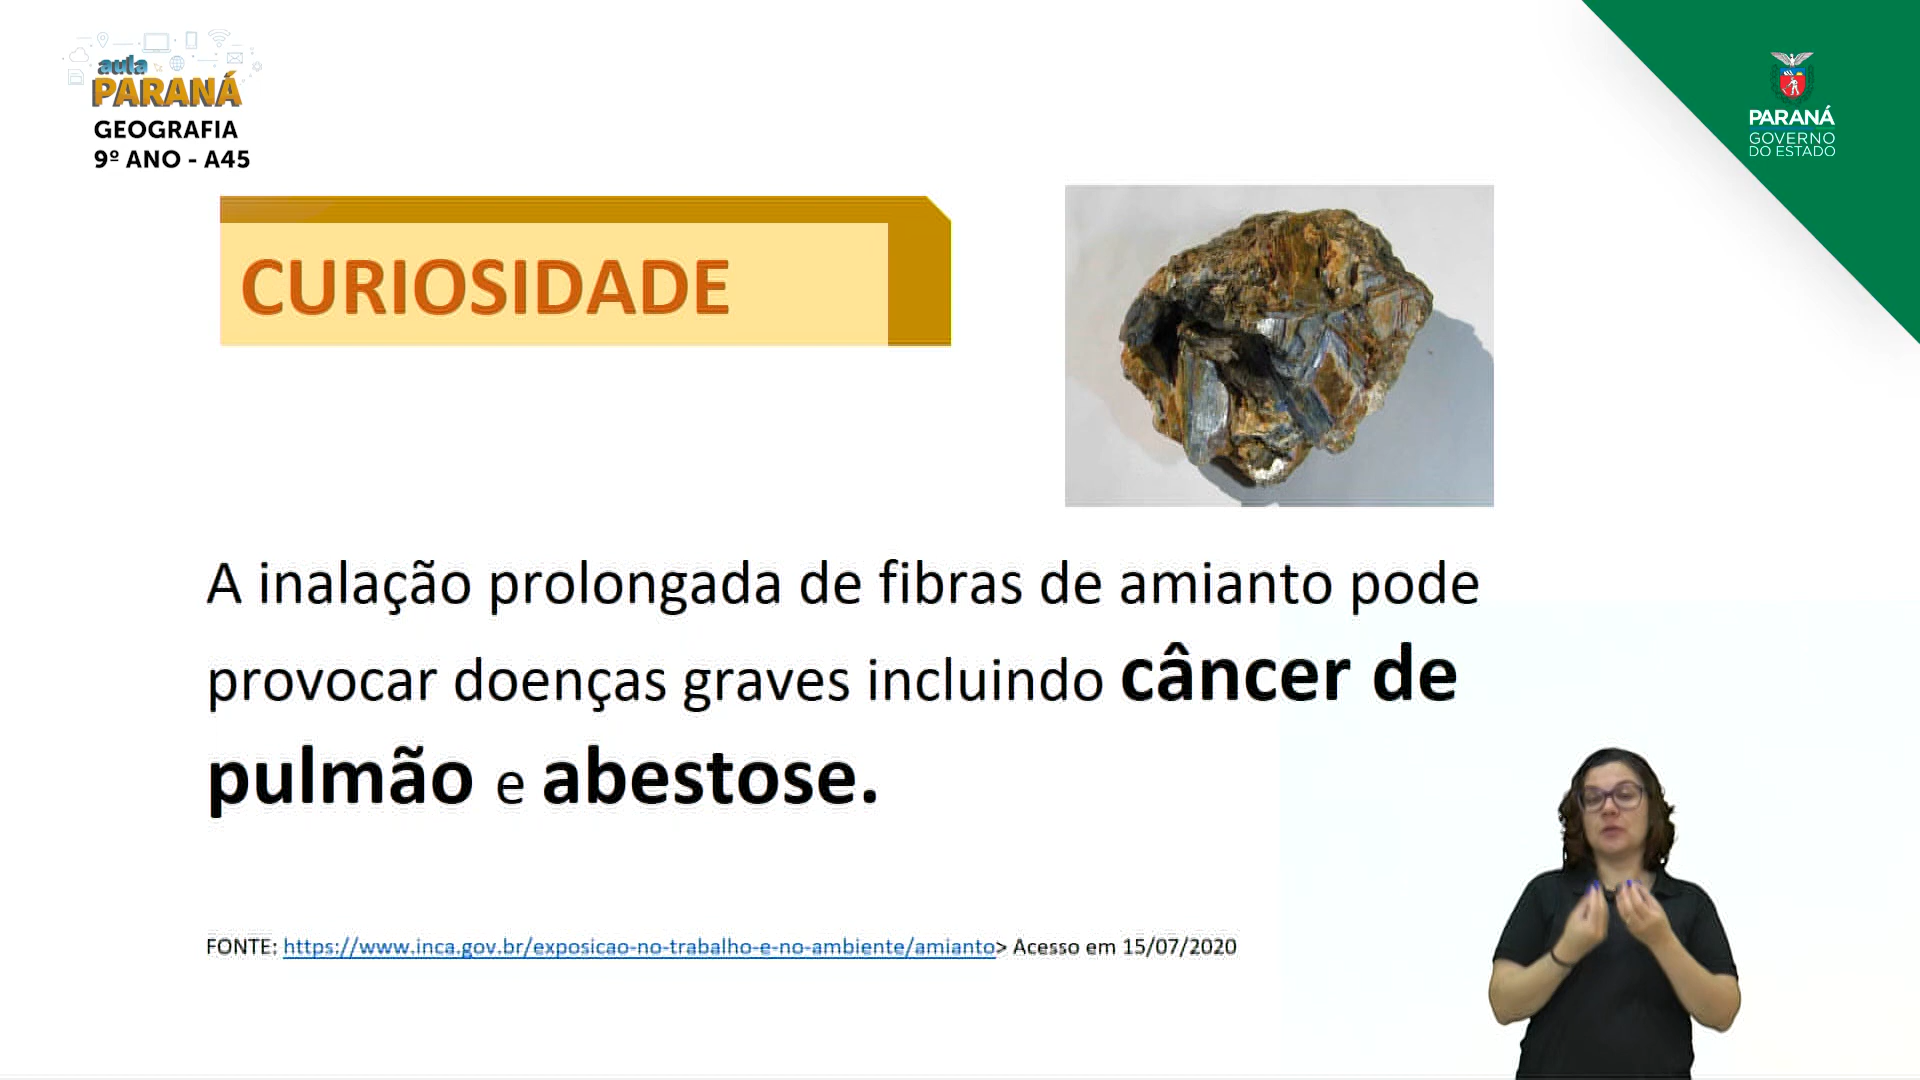 aula
PARANÁ
GEOGRAFIA
9º ANO - A45
PARANÁ
GOVERNO
DO ESTADO
CURIOSIDADE
A inalação prolongada de fibras de amianto pode
provocar doenças graves incluindo câncer de
pulmão e abestose.
FONTE: https://www.inca.gov.br/exposicao-no-trabalho-e-no-ambiente/amianto> Acesso em 15/07/2020